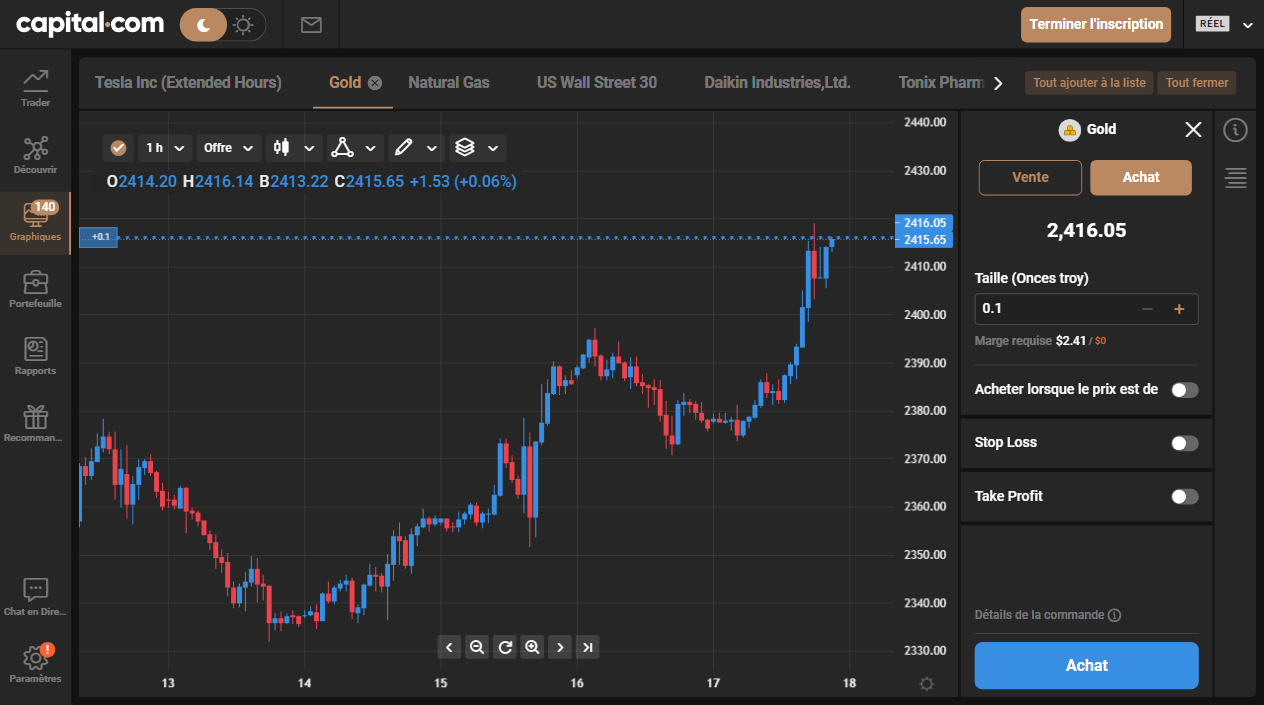 capital.com
Terminer l'inscription
RÉEL
Trader
Découvrir
140
Graphiques
Portefeuille
Rapports
Recomman...
Chat en Dire...
!
Paramètres
Tesla Inc (Extended Hours)
Gold
Natural Gas
US Wall Street 30
Daikin Industries,Ltd.
Tonix Pharm
Tout ajouter à la liste
Tout fermer
1 h
Offre
O2414.20 H2416.14 B2413.22 C2415.65 +1.53 (+0.06%)
+0.1
2440.00
2430.00
2416.05
2415.65
2410.00
2400.00
2390.00
2380.00
2370.00
2360.00
2350.00
2340.00
2330.00
13 14 15 16 17 18
Gold
Vente
Achat
2,416.05
Taille (Onces troy)
0.1
Marge requise $2.41 / $0
Acheter lorsque le prix est de
Stop Loss
Take Profit
Détails de la commande
Achat